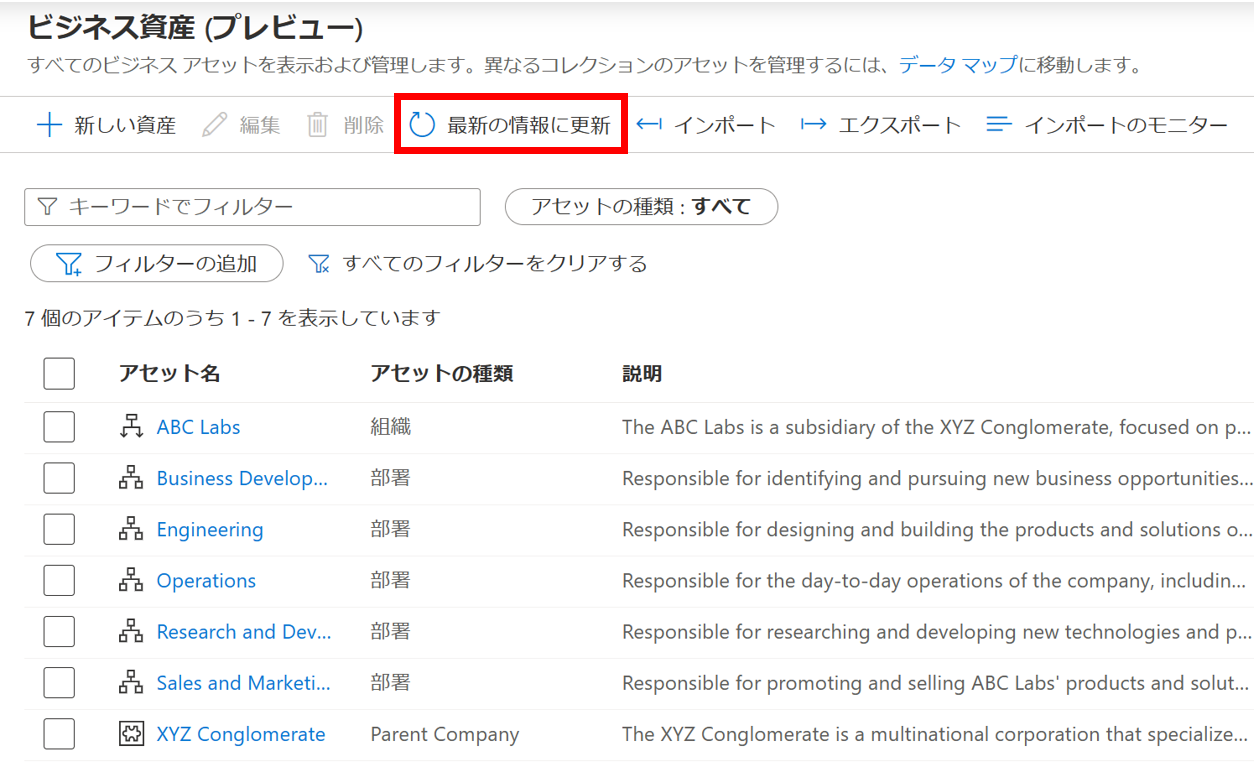 ビジネス資産 (プレビュー)
すべてのビジネス アセットを表示および管理します。異なるコレクションのアセットを管理するには、データ マップに移動します。
新しい資産 編集 削除 最新の情報に更新 インポート エクスポート インポートのモニター
キーワードでフィルター アセットの種類 : すべて
フィルターの追加 すべてのフィルターをクリアする
7 個のアイテムのうち 1 - 7 を表示しています
アセット名 アセットの種類 説明
ABC Labs 組織 The ABC Labs is a subsidiary of the XYZ Conglomerate, focused on p...
Business Develop... 部署 Responsible for identifying and pursuing new business opportunities...
Engineering 部署 Responsible for designing and building the products and solutions o...
Operations 部署 Responsible for the day-to-day operations of the company, includin...
Research and Dev... 部署 Responsible for researching and developing new technologies and p...
Sales and Marketi... 部署 Responsible for promoting and selling ABC Labs' products and solut...
XYZ Conglomerate Parent Company The XYZ Conglomerate is a multinational corporation that specialize...